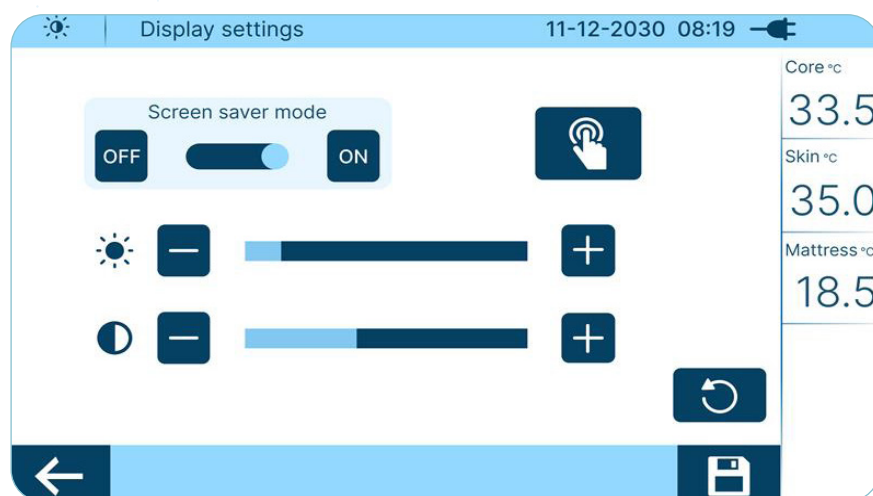 Display settings
11-12-2030 08:19
Core °C
33.5
Skin °C
35.0
Mattress °C
18.5
Screen saver mode
OFF
ON